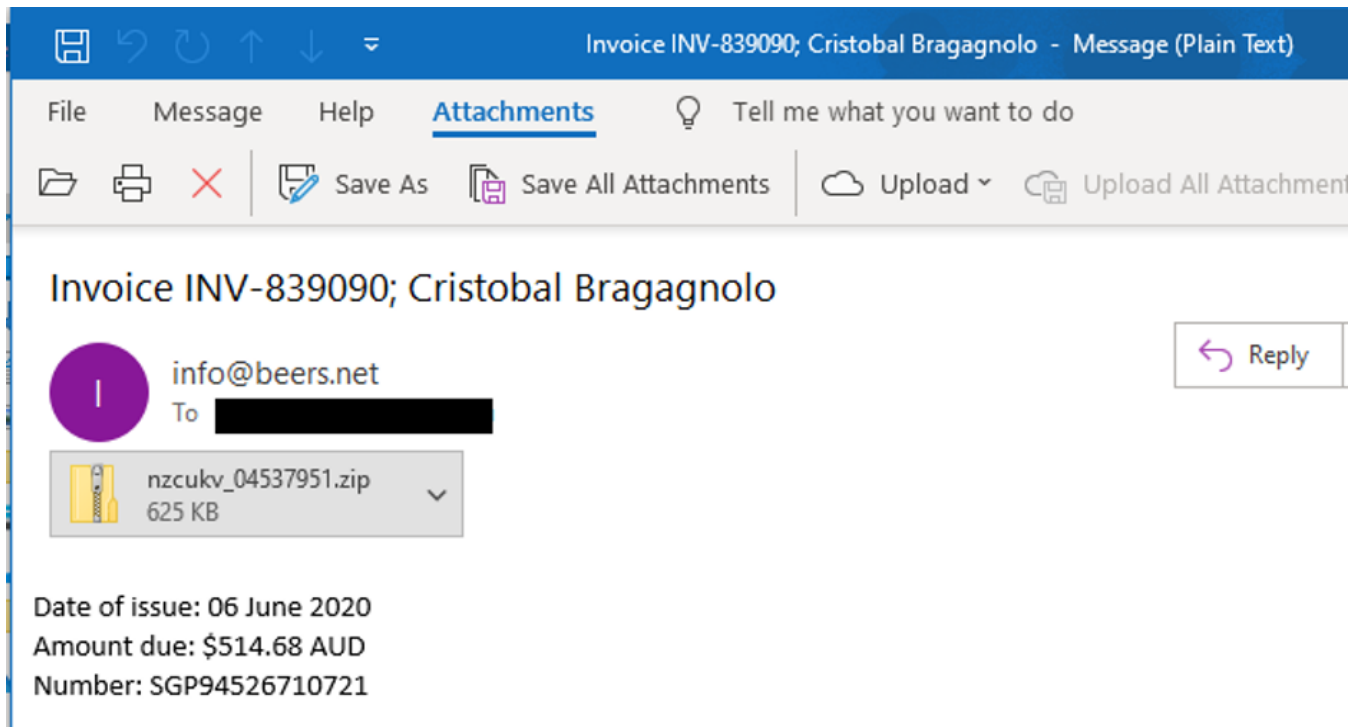 Invoice INV-839090; Cristobal Bragagnolo - Message (Plain Text)
File Message Help Attachments Tell me what you want to do
Save As Save All Attachments Upload Upload All Attachment
Invoice INV-839090; Cristobal Bragagnolo
I
info@beers.net
To
Reply
nzcukv_04537951.zip
625 KB
Date of issue: 06 June 2020
Amount due: $514.68 AUD
Number: SGP94526710721